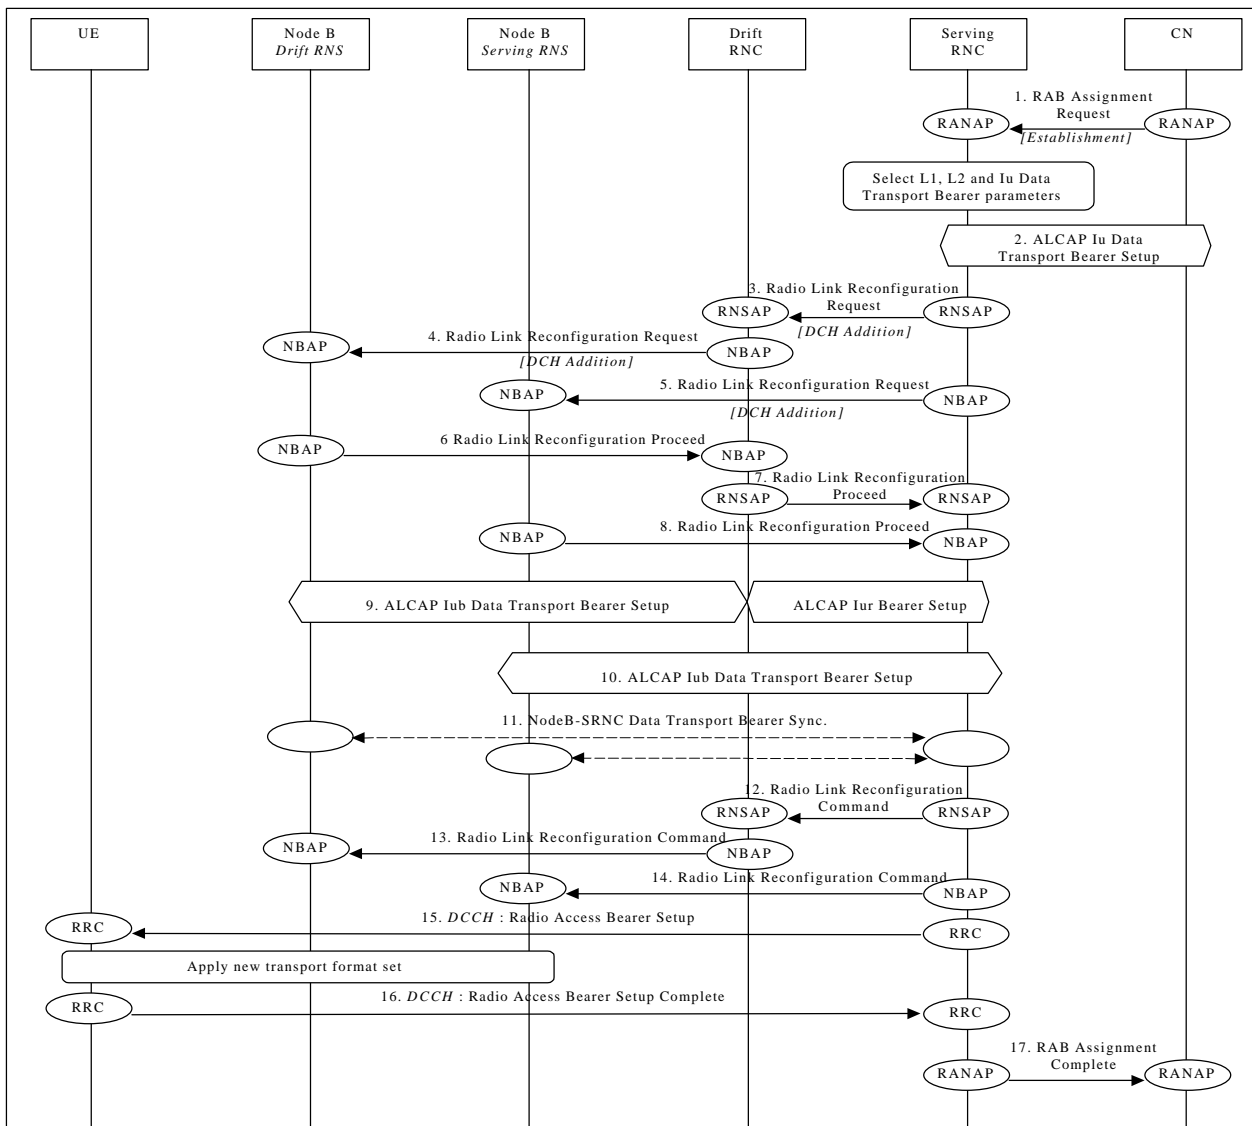 UE
Node B
Drift RNS
Node B
Serving RNS
Drift
RNC
Serving
RNC
CN
1. RAB Assignment
Request
RANAP
RANAP
[Establishment]
Select L1, L2 and Iu Data
Transport Bearer parameters
2. ALCAP Iu Data
Transport Bearer Setup
3. Radio Link Reconfiguration
Request
RNSAP
RNSAP
[DCH Addition]
4. Radio Link Reconfiguration Request
NBAP
NBAP
[DCH Addition]
5. Radio Link Reconfiguration Request
NBAP
NBAP
[DCH Addition]
6 Radio Link Reconfiguration Proceed
NBAP
NBAP
7. Radio Link Reconfiguration
Proceed
RNSAP
RNSAP
8. Radio Link Reconfiguration Proceed
NBAP
NBAP
9. ALCAP Iub Data Transport Bearer Setup
ALCAP Iur Bearer Setup
10. ALCAP Iub Data Transport Bearer Setup
11. NodeB-SRNC Data Transport Bearer Sync.
12. Radio Link Reconfiguration
Command
RNSAP
RNSAP
13. Radio Link Reconfiguration Command
NBAP
NBAP
14. Radio Link Reconfiguration Command
NBAP
NBAP
15. DCCH : Radio Access Bearer Setup
RRC
RRC
Apply new transport format set
16. DCCH : Radio Access Bearer Setup Complete
RRC
RRC
17. RAB Assignment
Complete
RANAP
RANAP